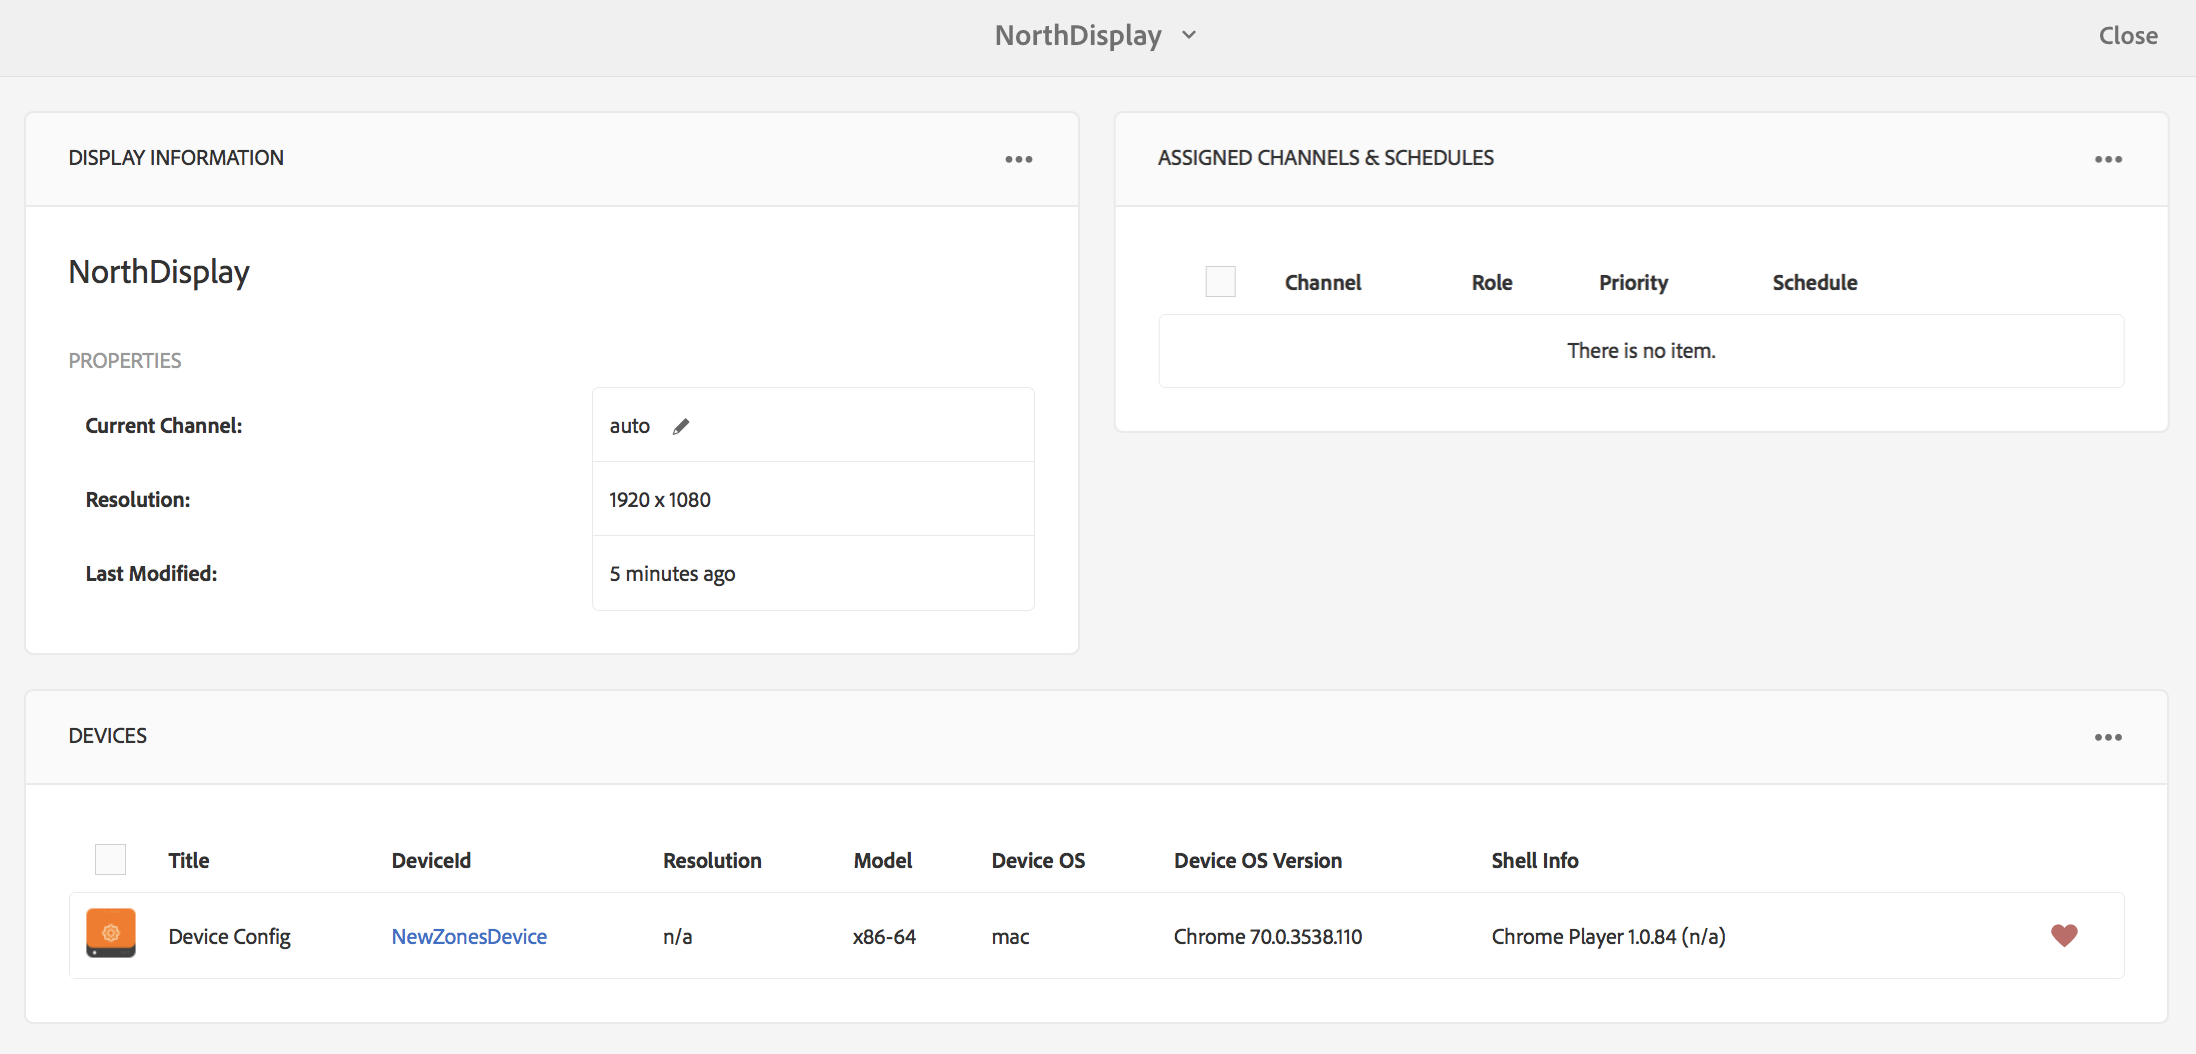 NorthDisplay
Close
DISPLAY INFORMATION
NorthDisplay
PROPERTIES
Current Channel: auto
Resolution: 1920 x 1080
Last Modified: 5 minutes ago
ASSIGNED CHANNELS & SCHEDULES
Channel Role Priority Schedule
There is no item.
DEVICES
Title DeviceId Resolution Model Device OS Device OS Version Shell Info
Device Config NewZonesDevice n/a x86-64 mac Chrome 70.0.3538.110 Chrome Player 1.0.84 (n/a)